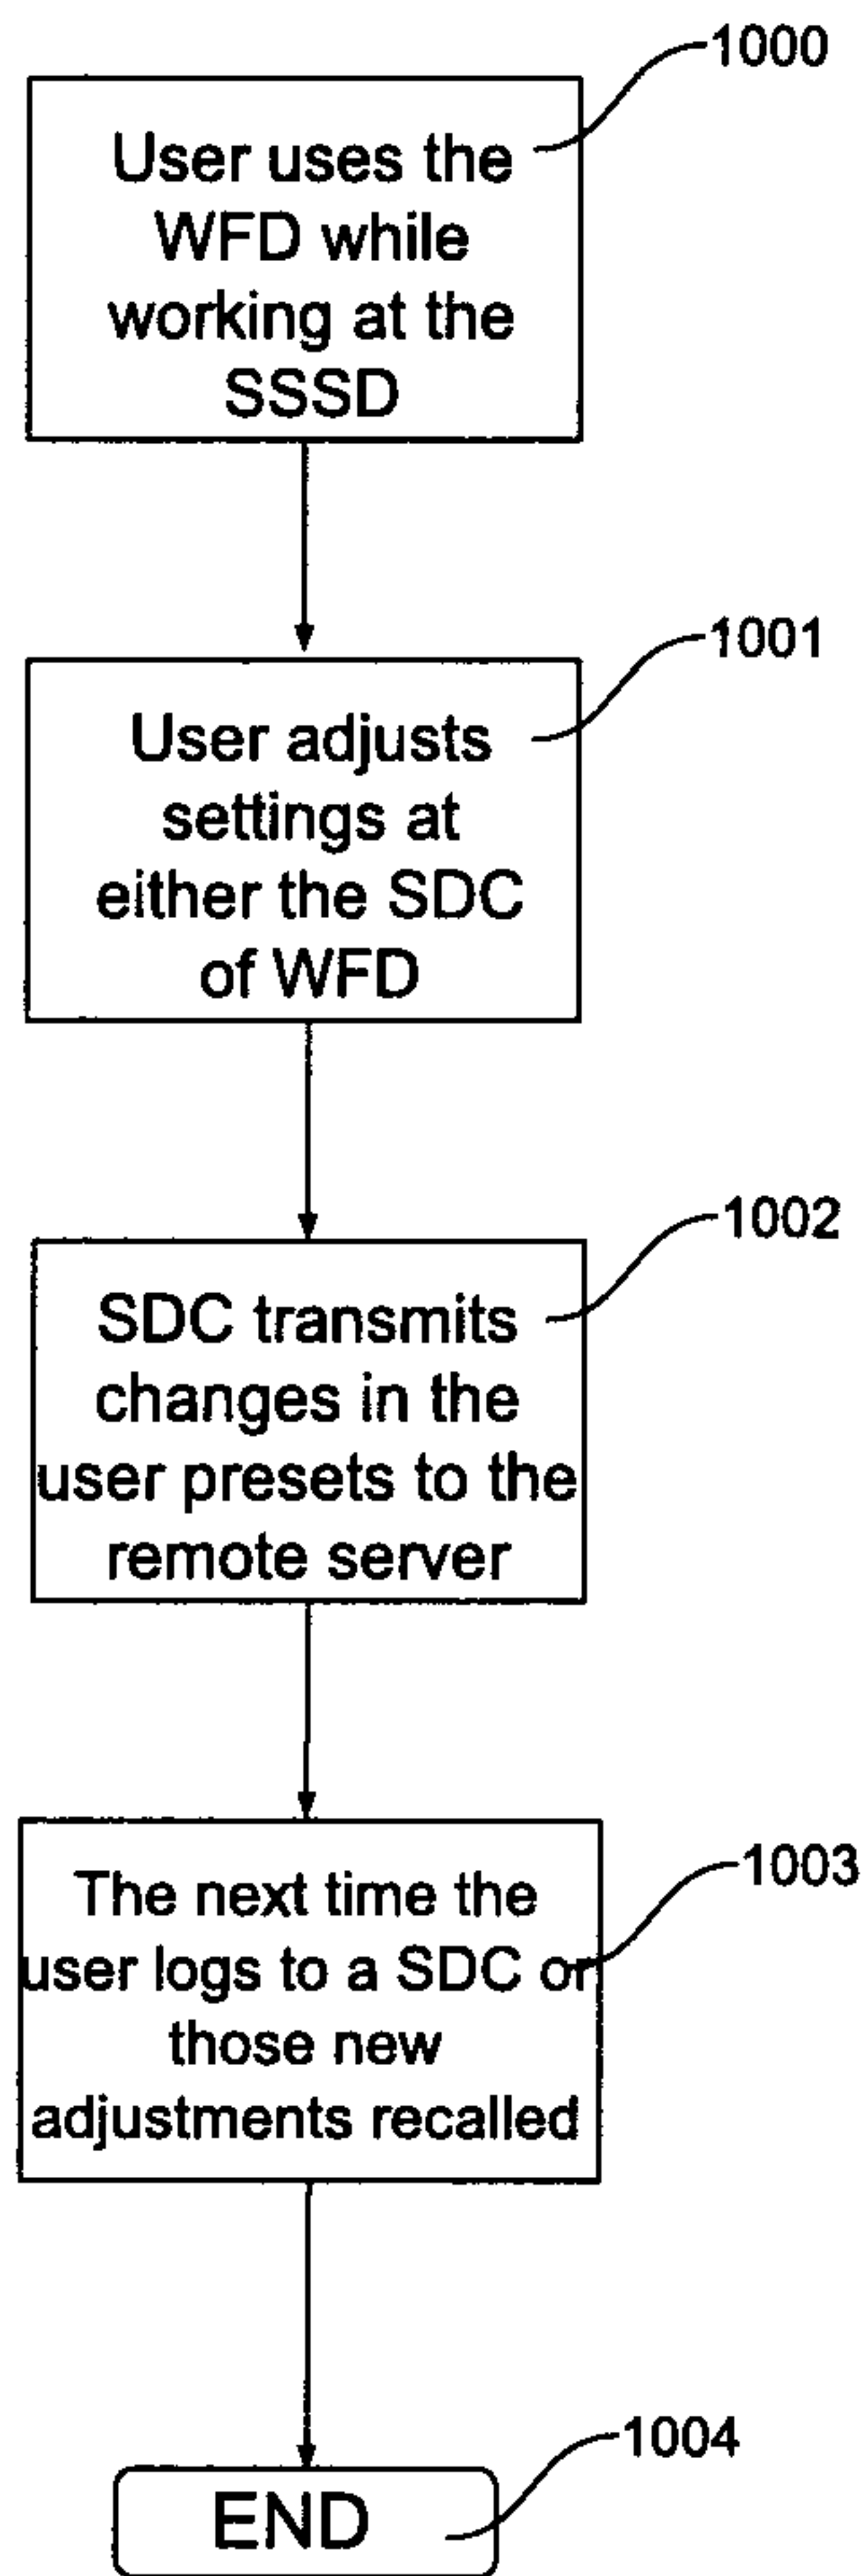 1000
User uses the
WFD while
working at the
SSSD
1001
User adjusts
settings at
either the SDC
of WFD
1002
SDC transmits
changes in the
user presets to the
remote server
1003
The next time the
user logs to a SDC or
those new
adjustments recalled
1004
END